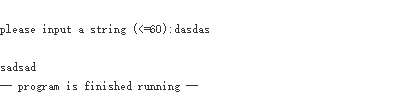 please input a string (<=60):dasdas
sadsad
— program is finished running —